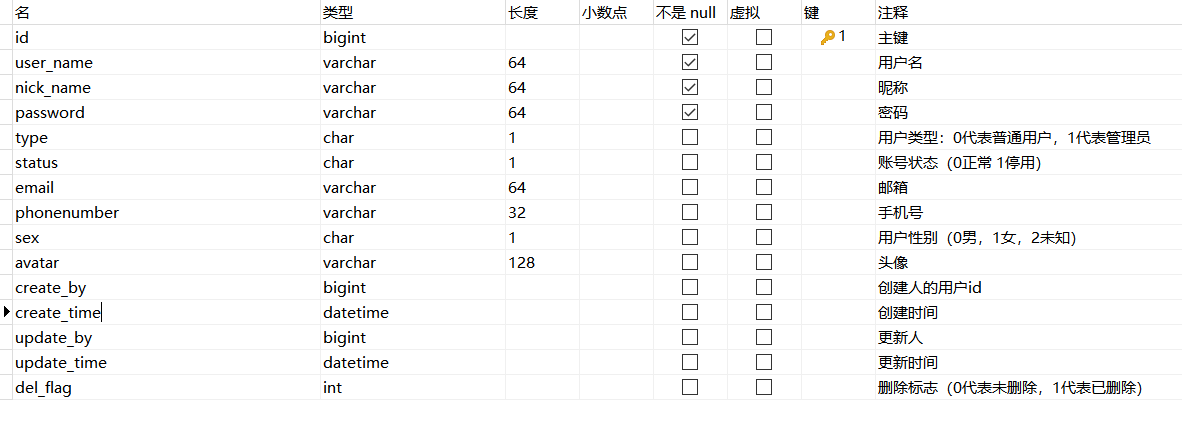 名 类型 长度 小数点 不是 null 虚拟 键 注释
id bigint 1 主键
user_name varchar 64 用户名
nick_name varchar 64 昵称
password varchar 64 密码
type char 1 用户类型：0代表普通用户，1代表管理员
status char 1 账号状态（0正常 1停用）
email varchar 64 邮箱
phonenumber varchar 32 手机号
sex char 1 用户性别（0男，1女，2未知）
avatar varchar 128 头像
create_by bigint 创建人的用户id
create_time datetime 创建时间
update_by bigint 更新人
update_time datetime 更新时间
del_flag int 删除标志（0代表未删除，1代表已删除）